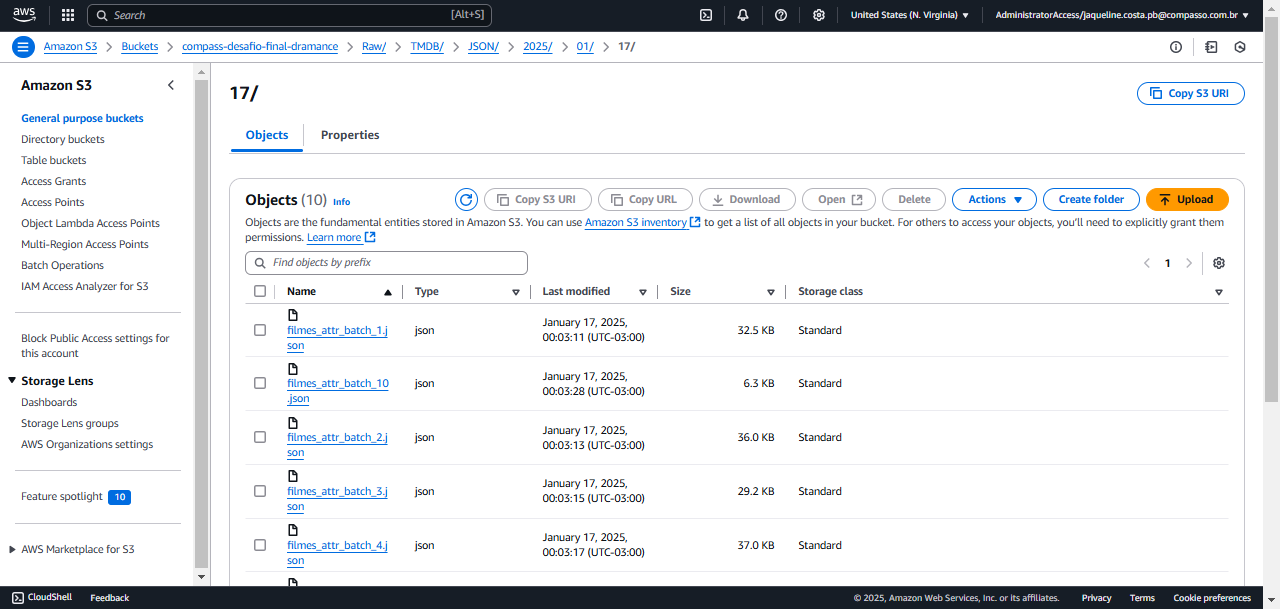 aws
Search [Alt+S]
United States (N. Virginia)
AdministratorAccess/jaqueline.costa.pb@compasso.com.br
Amazon S3 > Buckets > compass-desafio-final-dramance > Raw/ > TMDB/ > JSON/ > 2025/ > 01/ > 17/
Amazon S3
General purpose buckets
Directory buckets
Table buckets
Access Grants
Access Points
Object Lambda Access Points
Multi-Region Access Points
Batch Operations
IAM Access Analyzer for S3
Block Public Access settings for
this account
Storage Lens
Dashboards
Storage Lens groups
AWS Organizations settings
Feature spotlight 10
AWS Marketplace for S3
17/
Copy S3 URI
Objects
Properties
Objects (10) Info
Copy S3 URI
Copy URL
Download
Open
Delete
Actions
Create folder
Upload
Objects are the fundamental entities stored in Amazon S3. You can use Amazon S3 inventory to get a list of all objects in your bucket. For others to access your objects, you'll need to explicitly grant them
permissions. Learn more
Find objects by prefix
1
Name Type Last modified Size Storage class
filmes_attr_batch_1.j
son
json
January 17, 2025,
00:03:11 (UTC-03:00)
32.5 KB
Standard
filmes_attr_batch_10
.json
json
January 17, 2025,
00:03:28 (UTC-03:00)
6.3 KB
Standard
filmes_attr_batch_2.j
son
json
January 17, 2025,
00:03:13 (UTC-03:00)
36.0 KB
Standard
filmes_attr_batch_3.j
son
json
January 17, 2025,
00:03:15 (UTC-03:00)
29.2 KB
Standard
filmes_attr_batch_4.j
son
json
January 17, 2025,
00:03:17 (UTC-03:00)
37.0 KB
Standard
CloudShell
Feedback
© 2025, Amazon Web Services, Inc. or its affiliates.
Privacy
Terms
Cookie preferences